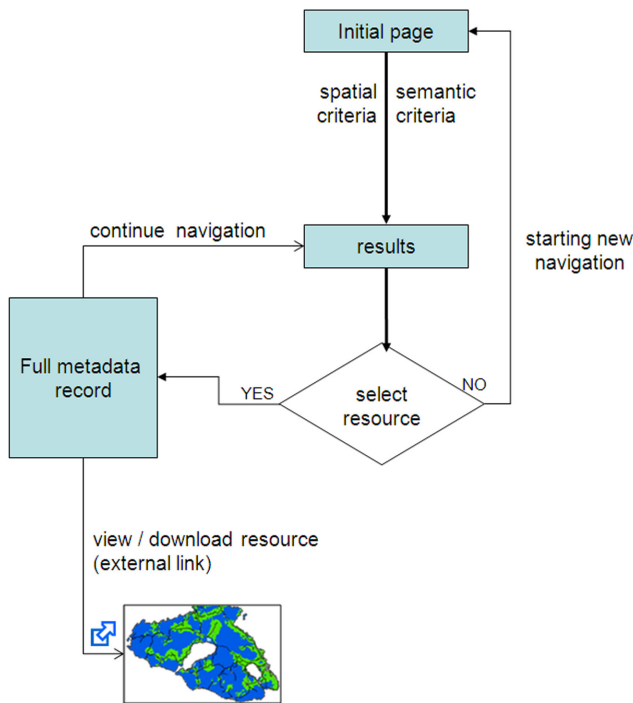 Initial page
spatial
criteria
semantic
criteria
continue navigation
results
starting new
navigation
Full metadata
record
YES
select
resource
NO
view / download resource
(external link)